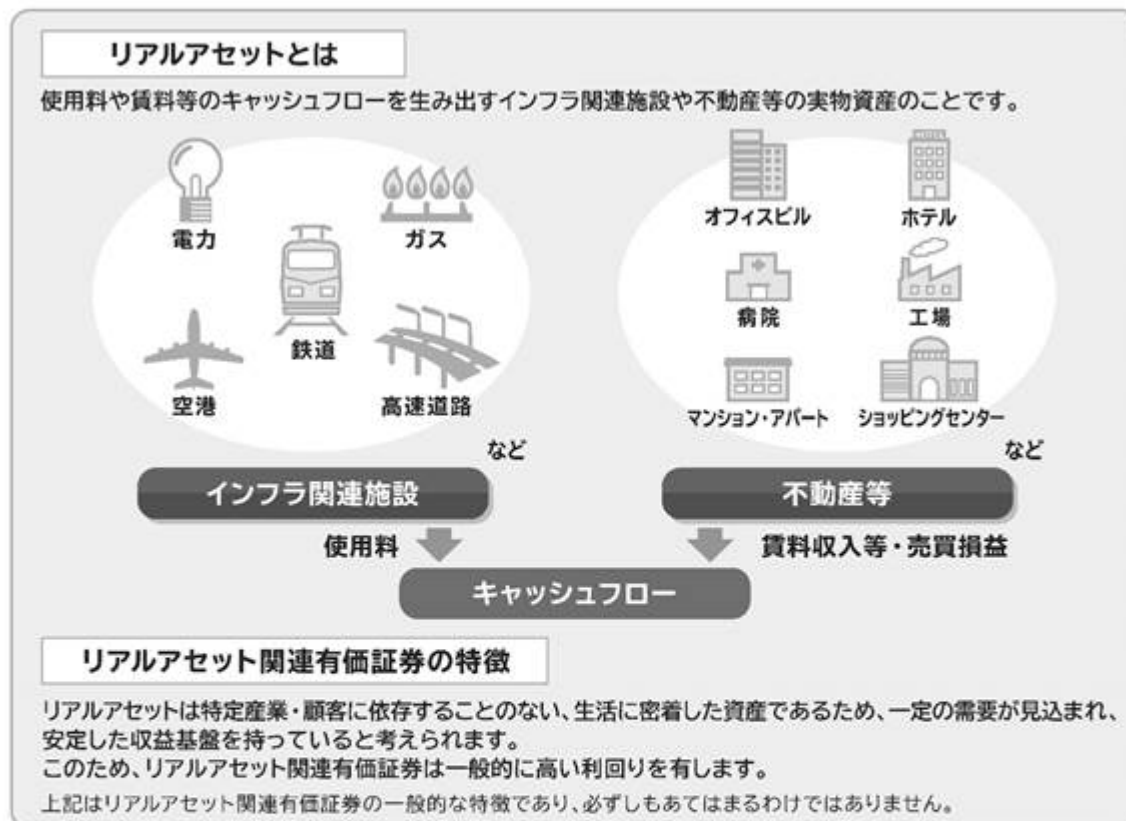 リアルアセットとは
使用料や賃料等のキャッシュフローを生み出すインフラ関連施設や不動産等の実物資産のことです。
電力
ガス
鉄道
空港
高速道路
など
インフラ関連施設
オフィスビル
ホテル
病院
工場
マンション・アパート
ショッピングセンター
など
不動産等
使用料
賃料収入等・売買損益
キャッシュフロー
リアルアセット関連有価証券の特徴
リアルアセットは特定産業・顧客に依存することのない、生活に密着した資産であるため、一定の需要が見込まれ、
安定した収益基盤を持っていると考えられます。
このため、リアルアセット関連有価証券は一般的に高い利回りを有します。
上記はリアルアセット関連有価証券の一般的な特徴であり、必ずしもあてはまるわけではありません。